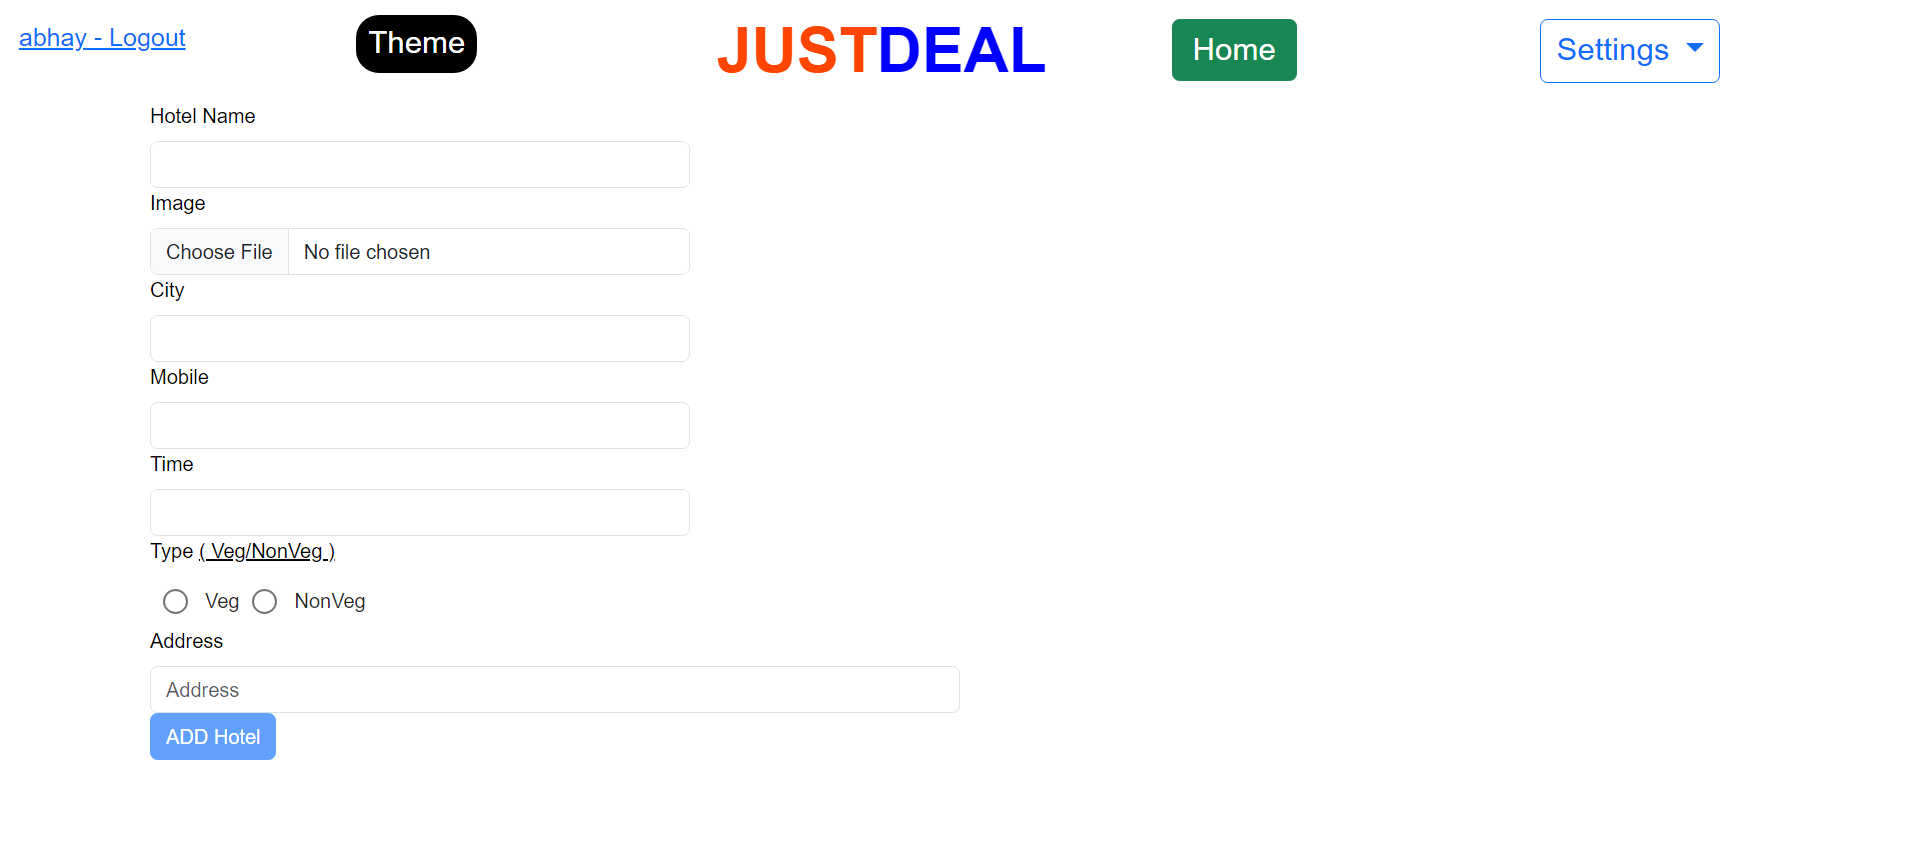 abhay - Logout
Theme
JUSTDEAL
Home
Settings
Hotel Name
Image
Choose File No file chosen
City
Mobile
Time
Type ( Veg/NonVeg )
Veg NonVeg
Address
Address
ADD Hotel